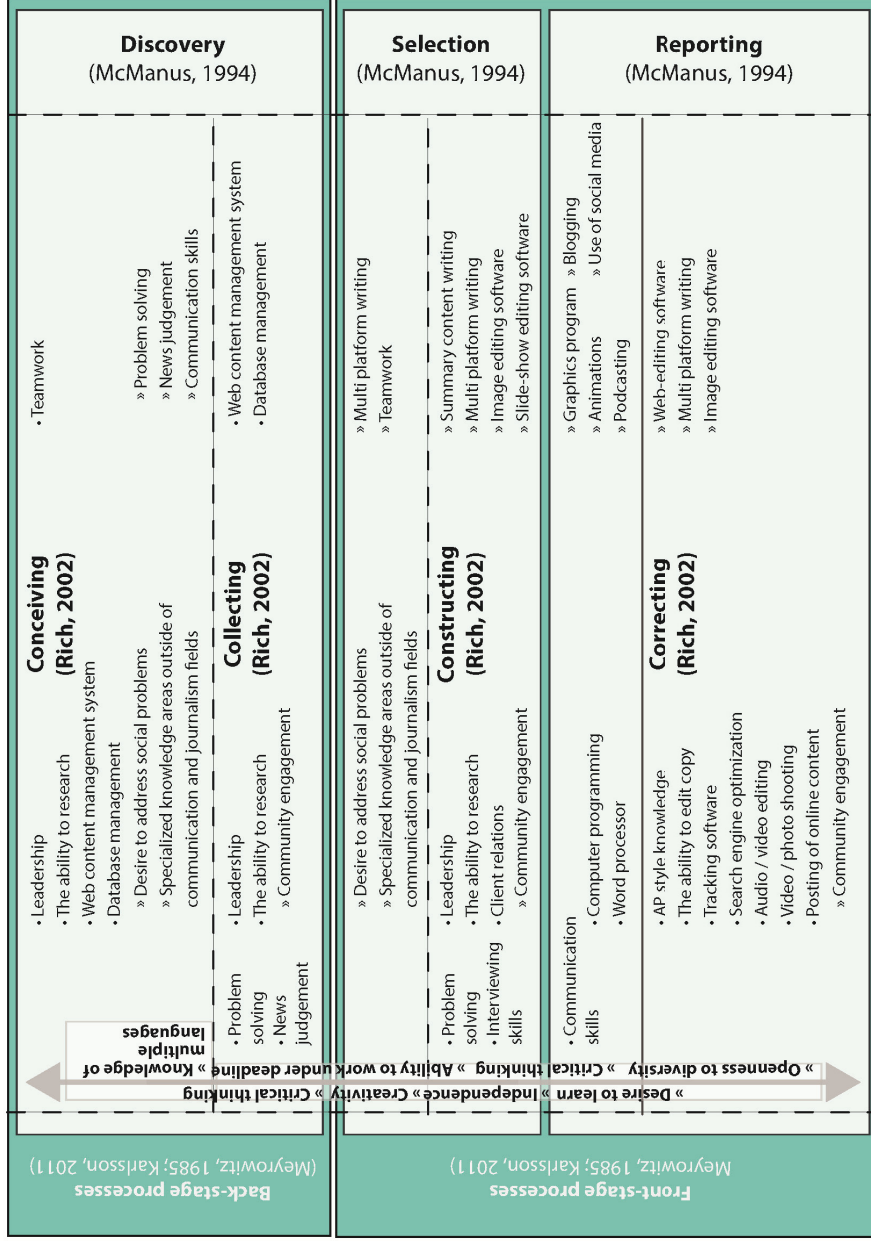 Discovery
(McManus, 1994)
• Teamwork
» Problem solving
» News judgement
» Communication skills
Conceiving
(Rich, 2002)
• Leadership
• The ability to research
• Web content management system
• Database management
» Desire to address social problems
» Specialized knowledge areas outside of
communication and journalism fields
• Web content management system
• Database management
Collecting
(Rich, 2002)
• Leadership
• The ability to research
» Community engagement
• Problem
solving
• News
judgement
Selection
(McManus, 1994)
» Multi platform writing
» Teamwork
» Desire to address social problems
» Specialized knowledge areas outside of
communication and journalism fields
» Summary content writing
» Multi platform writing
» Image editing software
» Slide-show editing software
Constructing
(Rich, 2002)
• Leadership
• The ability to research
• Client relations
» Community engagement
• Problem
solving
• Interviewing
skills
Reporting
(McManus, 1994)
» Graphics program » Blogging
» Animations » Use of social media
» Podcasting
• Communication
skills
• Computer programming
• Word processor
» Web-editing software
» Multi platform writing
» Image editing software
Correcting
(Rich, 2002)
• AP style knowledge
• The ability to edit copy
• Tracking software
• Search engine optimization
• Audio / video editing
• Video / photo shooting
• Posting of online content
» Community engagement
» Openness to diversity » Critical thinking » Ability to work under deadline » Knowledge of
multiple
languages
» Desire to learn » Independence » Creativity » Critical thinking
Back-stage processes
(Meyrowitz, 1985; Karlsson, 2011)
Front-stage processes
Meyrowitz, 1985; Karlsson, 2011)